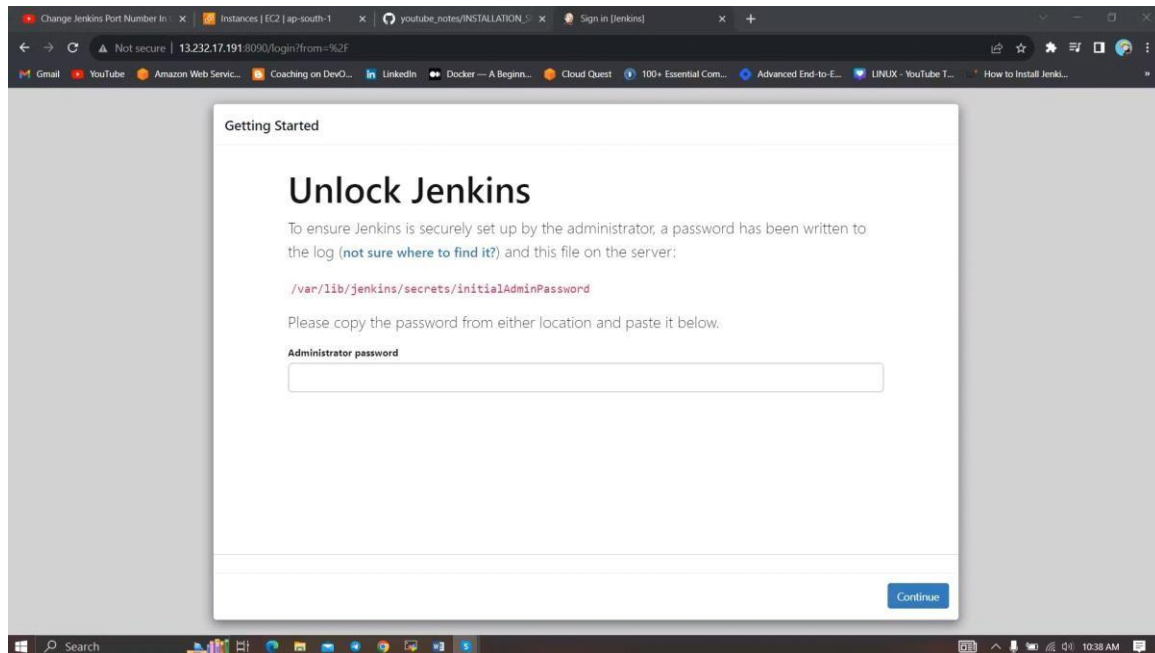 Change Jenkins Port Number In
Instances | EC2 | ap-south-1
youtube_notes/INSTALLATION_S
Sign in [Jenkins]
Not secure | 13.232.17.191:8090/login?from=%2F
Gmail YouTube Amazon Web Servic... Coaching on DevO... LinkedIn Docker — A Beginn... Cloud Quest 100+ Essential Com... Advanced End-to-E... LINUX - YouTube T... How to Install Jenki...
Getting Started
Unlock Jenkins
To ensure Jenkins is securely set up by the administrator, a password has been written to
the log (not sure where to find it?) and this file on the server:
/var/lib/jenkins/secrets/initialAdminPassword
Please copy the password from either location and paste it below.
Administrator password
Continue
Search
10:38 AM